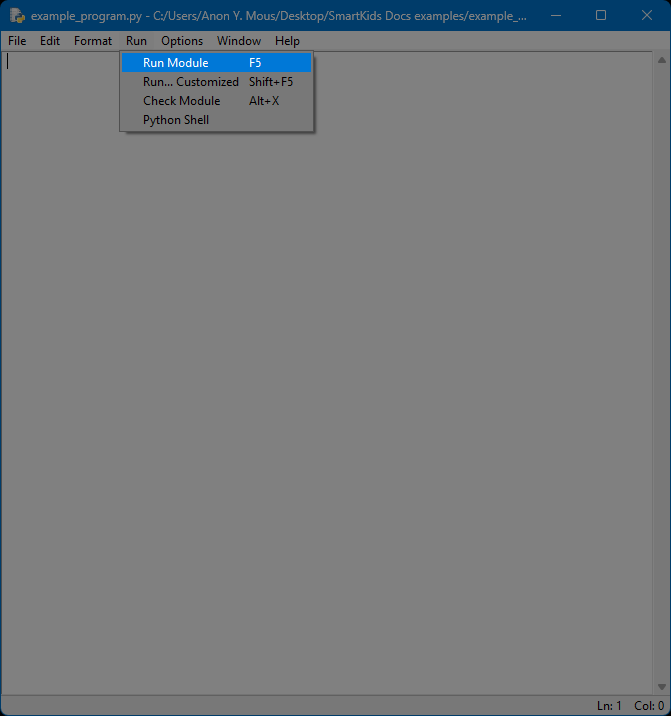 example_program.py - C:/Users/Anon Y. Mous/Desktop/SmartKids Docs examples/example_...
File Edit Format Run Options Window Help
Run Module F5
Run... Customized Shift+F5
Check Module Alt+X
Python Shell
Ln: 1 Col: 0